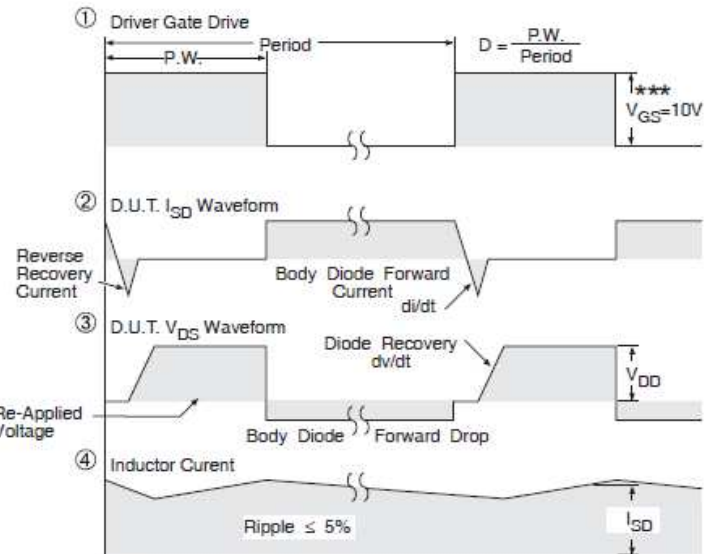 ① Driver Gate Drive
Period
P.W.
D = P.W.
Period
***
VGS=10V
② D.U.T. ISD Waveform
Reverse
Recovery
Current
Body Diode Forward
Current
di/dt
③ D.U.T. VDS Waveform
Diode Recovery
dv/dt
VDD
Re-Applied
Voltage
Body Diode Forward Drop
④ Inductor Curent
Ripple ≤ 5%
ISD